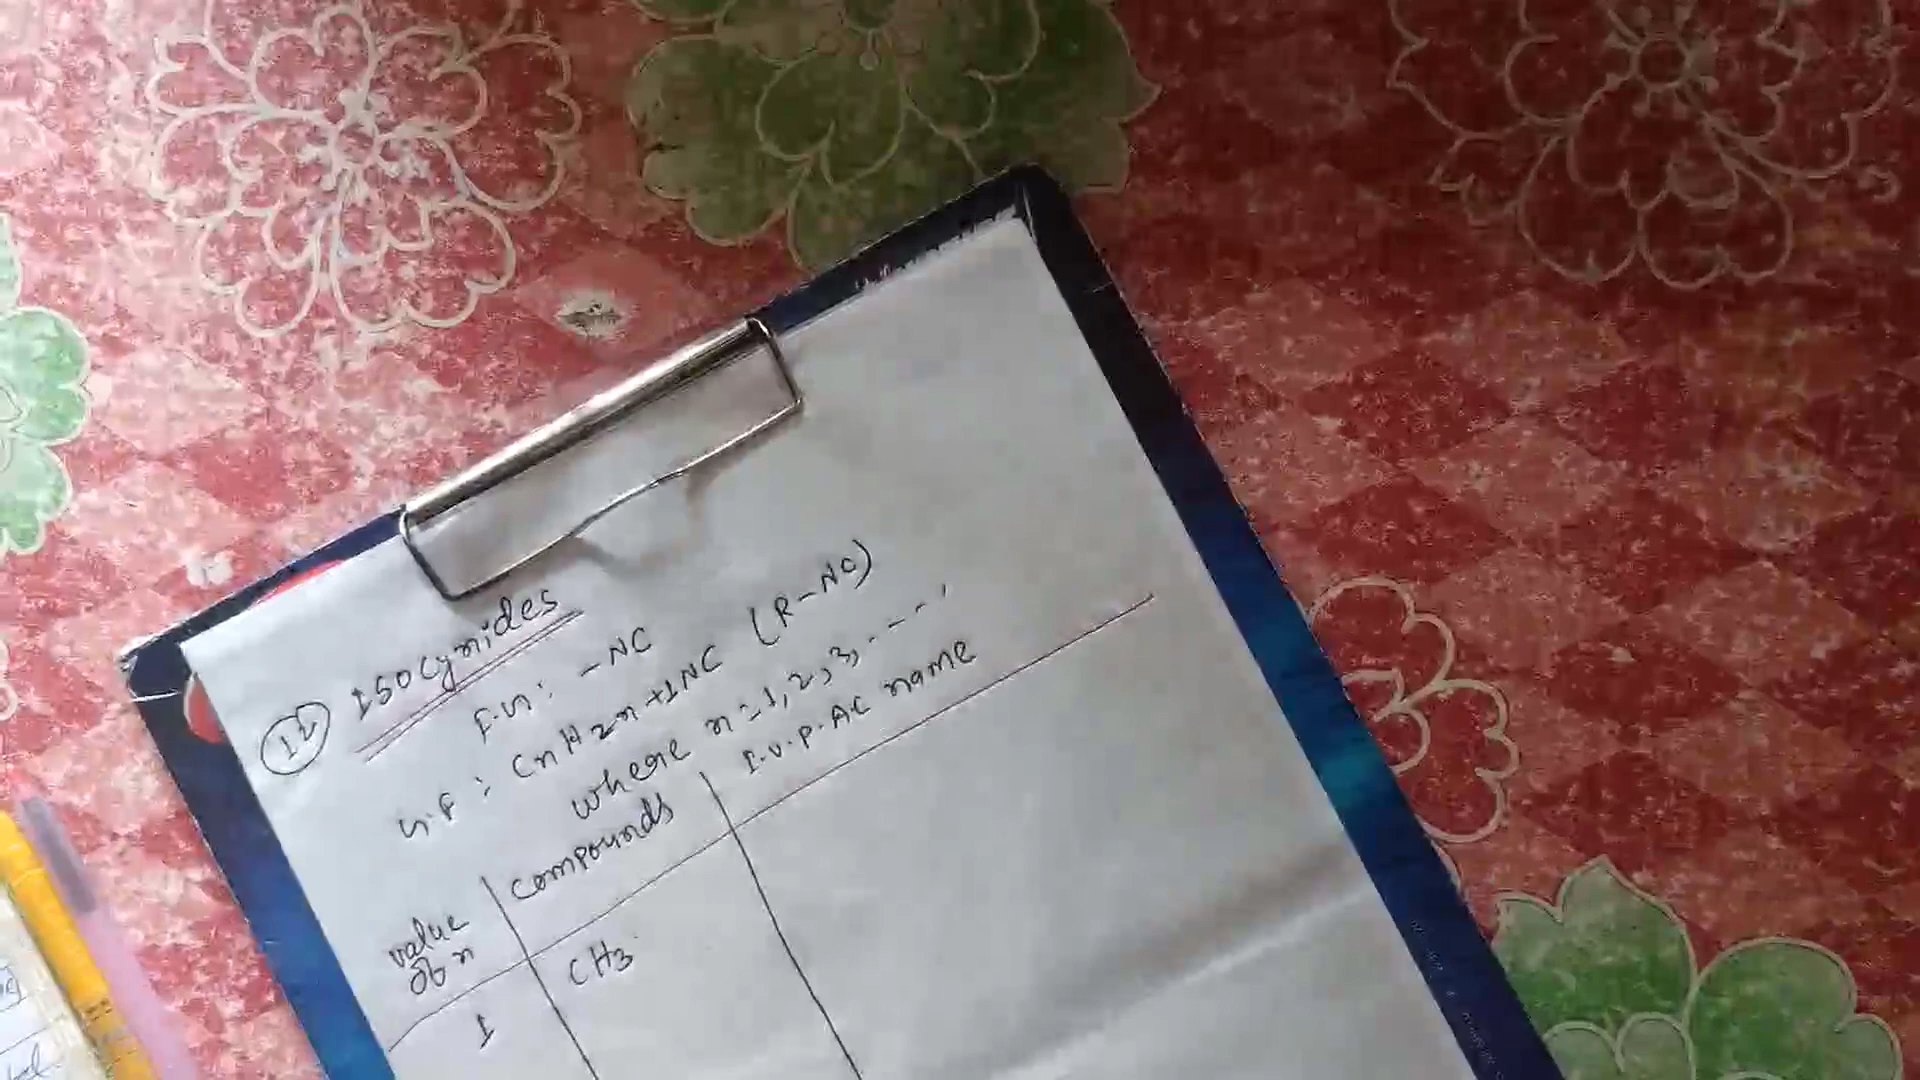 12 Isocynides
F.G: -NC
G.F : CnH2n+1NC (R-NC)
where n=1,2,3,----,
value of n | compounds | I.U.P.AC name
1 | CH3